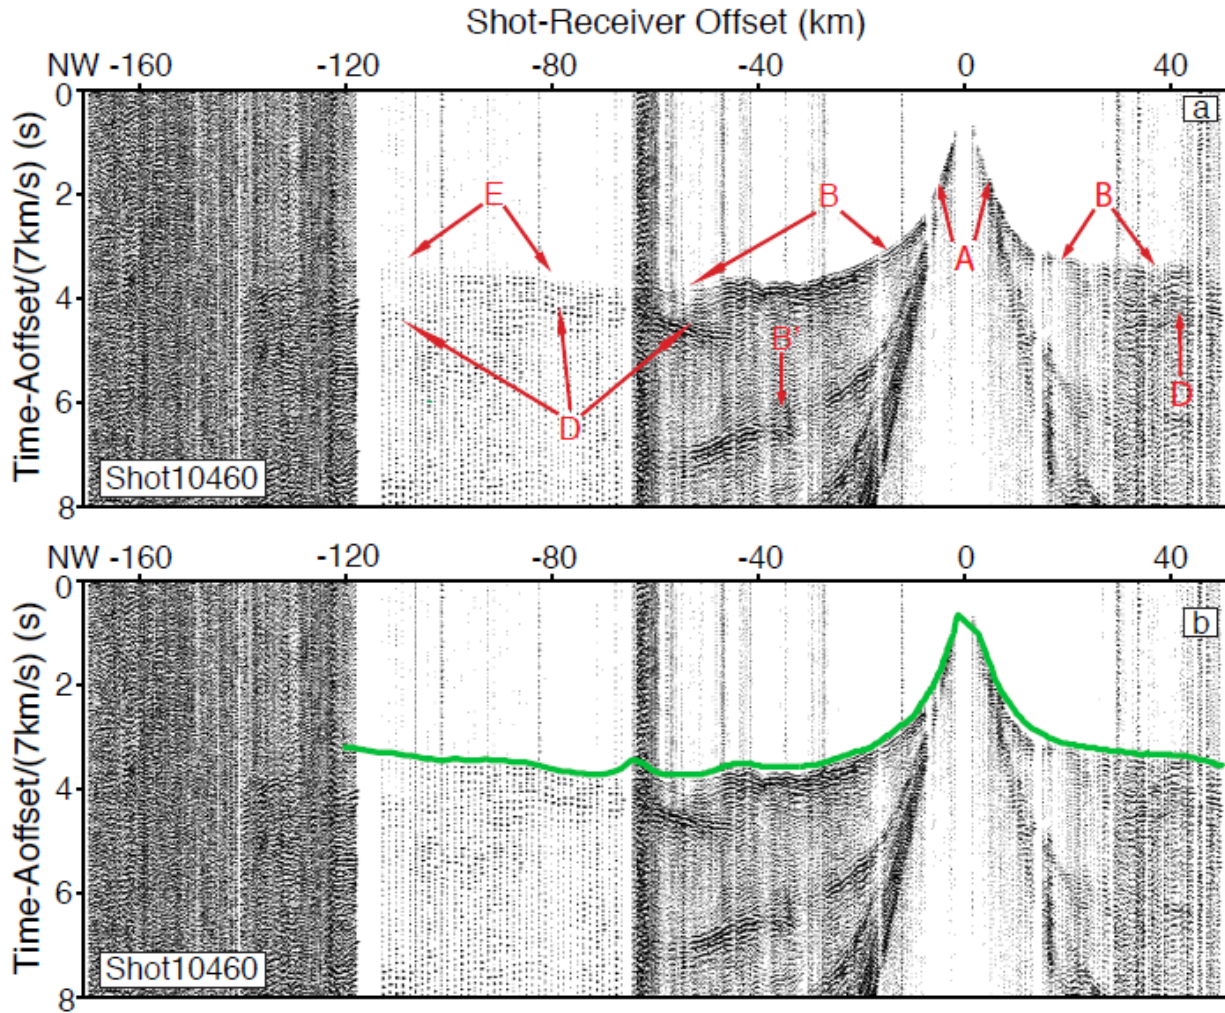 Shot-Receiver Offset (km)
NW -160 -120 -80 -40 0 40
a
0
2
4
6
8
Time-Aoffset/(7km/s) (s)
E
B
A
B
B'
D
D
Shot10460
NW -160 -120 -80 -40 0 40
b
0
2
4
6
8
Time-Aoffset/(7km/s) (s)
Shot10460